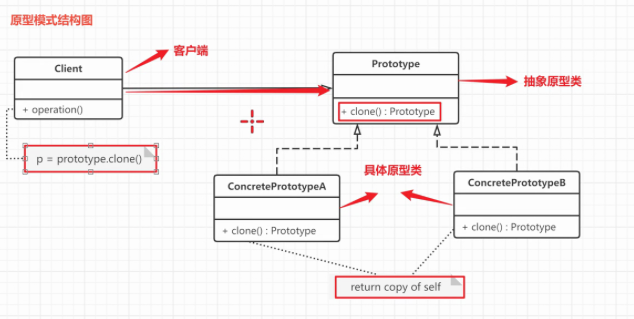 原型模式结构图
Client
客户端
+ operation()
p = prototype.clone()
Prototype
抽象原型类
+ clone() : Prototype
具体原型类
ConcretePrototypeA
+ clone() : Prototype
ConcretePrototypeB
+ clone() : Prototype
return copy of self